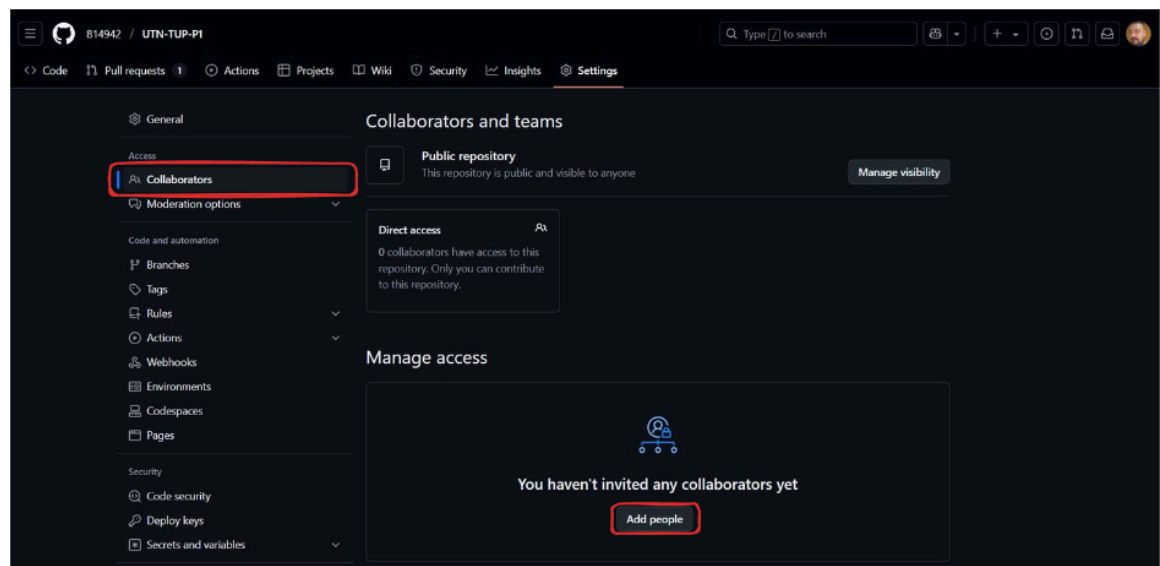 814942 / UTN-TUP-P1
Type / to search
Code
Pull requests 1
Actions
Projects
Wiki
Security
Insights
Settings
General
Access
Collaborators
Moderation options
Code and automation
Branches
Tags
Rules
Actions
Webhooks
Environments
Codespaces
Pages
Security
Code security
Deploy keys
Secrets and variables
Collaborators and teams
Public repository
This repository is public and visible to anyone
Manage visibility
Direct access
0 collaborators have access to this
repository. Only you can contribute
to this repository.
Manage access
You haven't invited any collaborators yet
Add people